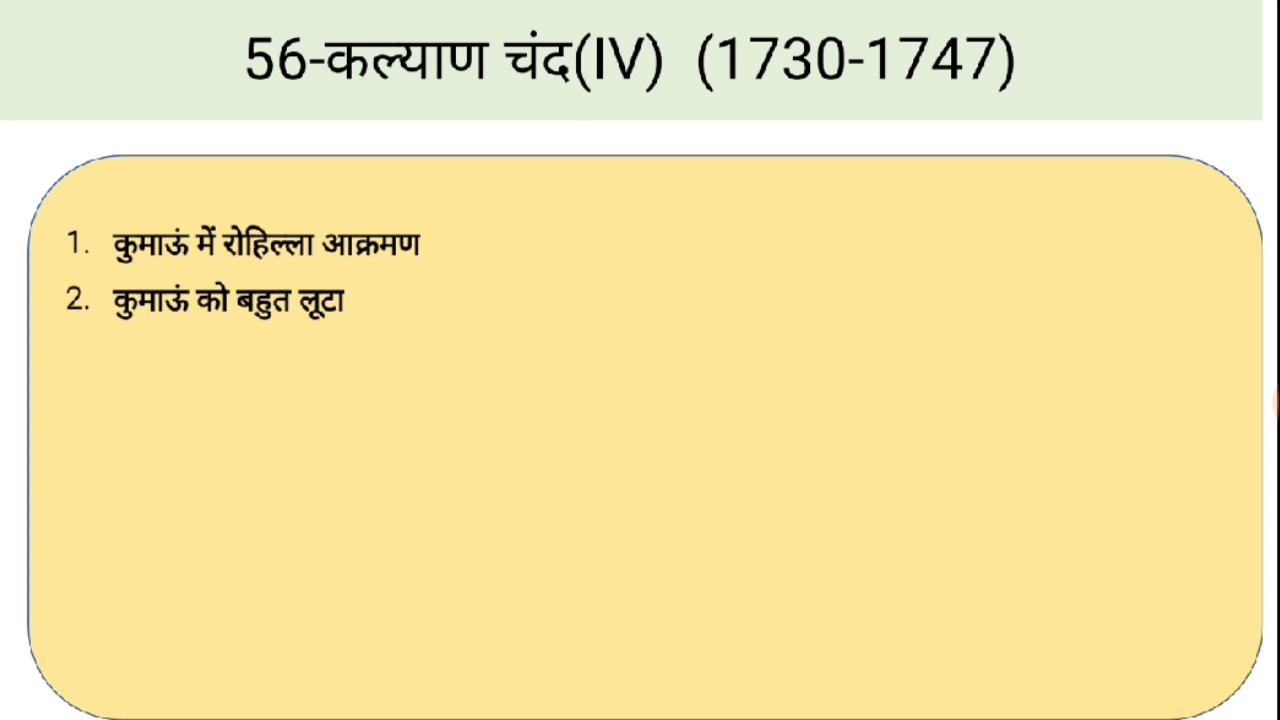 56-कल्याण चंद(IV) (1730-1747)
1. कुमाऊं में रोहिल्ला आक्रमण
2. कुमाऊं को बहुत लूटा